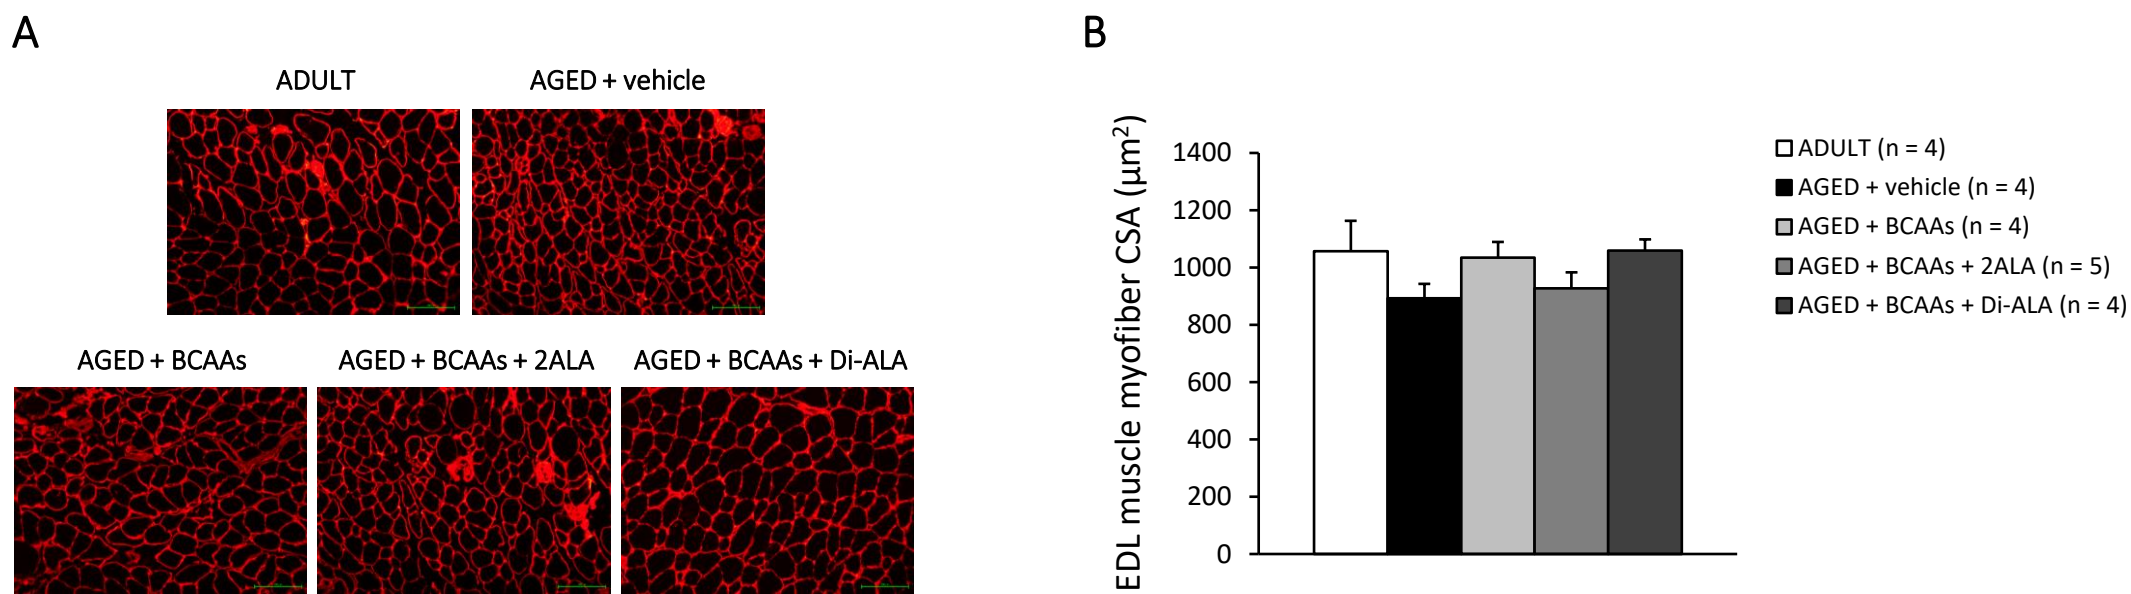 A
ADULT
AGED + vehicle
AGED + BCAAs
AGED + BCAAs + 2ALA
AGED + BCAAs + Di-ALA
B
EDL muscle myofiber CSA (µm²)
1400
1200
1000
800
600
400
200
0
ADULT (n = 4)
AGED + vehicle (n = 4)
AGED + BCAAs (n = 4)
AGED + BCAAs + 2ALA (n = 5)
AGED + BCAAs + Di-ALA (n = 4)